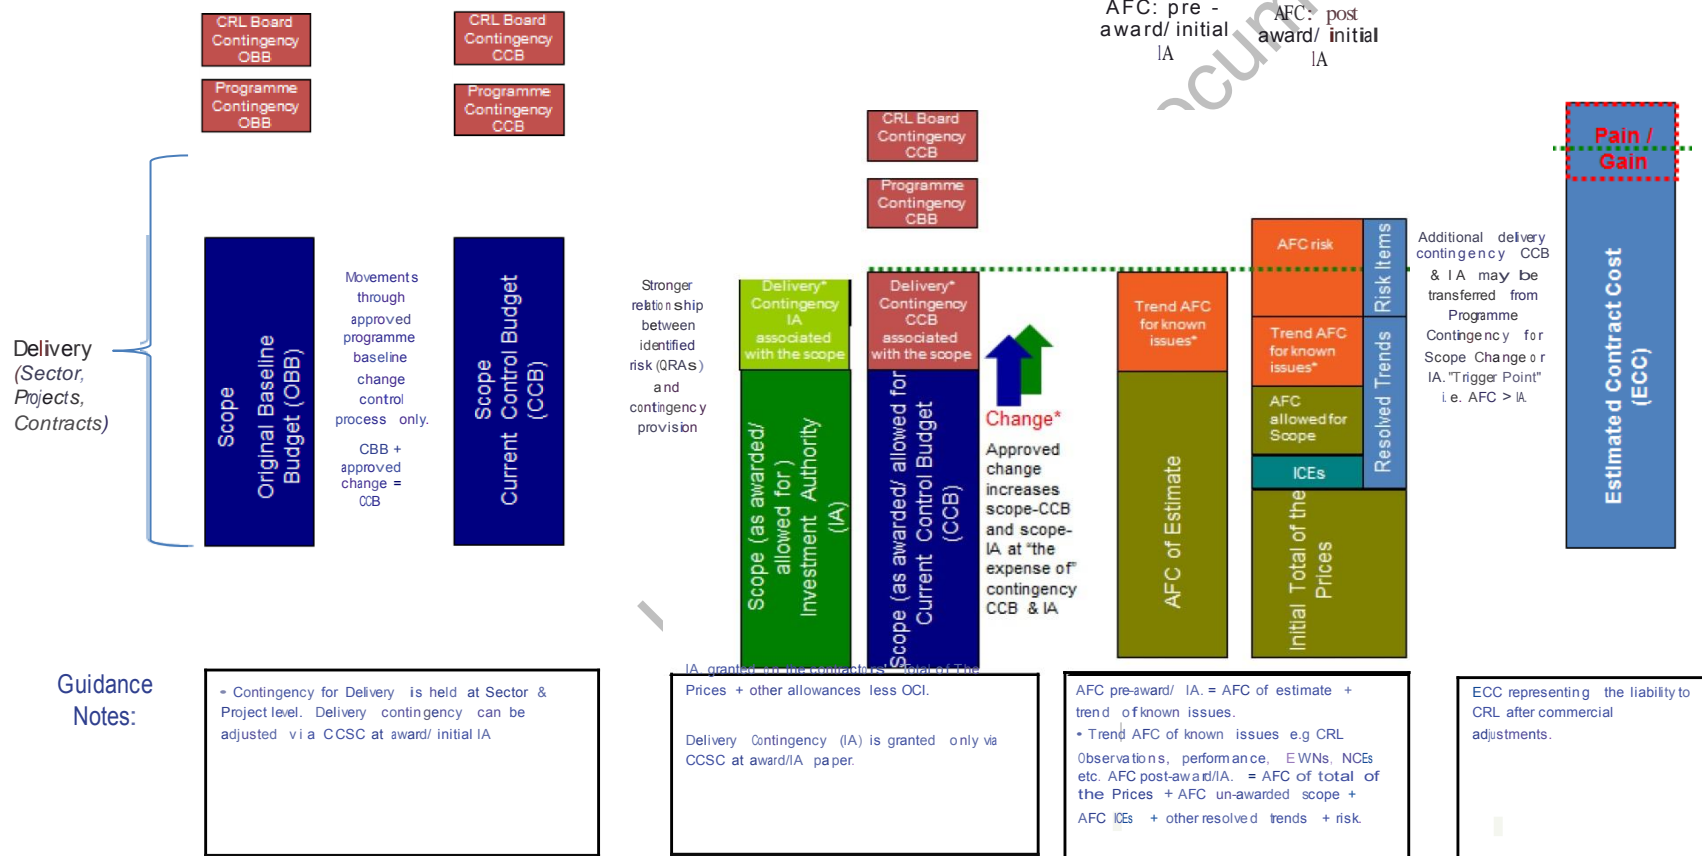 CRL Board
Contingency
OBB
Programme
Contingency
OBB
CRL Board
Contingency
CCB
Programme
Contingency
CCB
AFC: pre -
award/ initial
IA
AFC: post
award/ initial
IA
CRL Board
Contingency
CCB
Programme
Contingency
CBB
Delivery
(Sector,
Projects,
Contracts)
Scope
Original Baseline
Budget (OBB)
Movements
through
approved
programme
baseline
change
control
process only.
CBB +
approved
change =
CCB
Scope
Current Control Budget
(CCB)
Stronger
relationship
between
identified
risk (QRAs)
and
contingency
provision
Delivery*
Contingency
IA
associated
with the scope
Scope (as awarded/
allowed for )
Investment Authority
(IA)
Delivery*
Contingency
CCB
associated
with the scope
Scope (as awarded/ allowed for
Current Control Budget
(CCB)
Change*
Approved
change
increases
scope-CCB
and scope-
IA at "the
expense of"
contingency
CCB & IA
Trend AFC
for known
issues*
AFC of Estimate
AFC risk
Risk Items
Trend AFC
for known
issues*
AFC
allowed for
Scope
ICEs
Resolved Trends
Initial Total of the
Prices
Additional delivery
contingency CCB
& IA may be
transferred from
Programme
Contingency for
Scope Change or
IA. "Trigger Point"
i.e. AFC > IA
Pain /
Gain
Estimated Contract Cost
(ECC)
ocum
Guidance
Notes:
* Contingency for Delivery is held at Sector &
Project level. Delivery contingency can be
adjusted via CCSC at award/ initial IA
IA. granted the contractors' Total of The
Prices + other allowances less OCI.
Delivery Contingency (IA) is granted only via
CCSC at award/IA paper.
AFC pre-award/ IA. = AFC of estimate +
trend of known issues.
* Trend AFC of known issues e.g CRL
Observations, performance, EWNs, NCEs
etc. AFC post-award/IA. = AFC of total of
the Prices + AFC un-awarded scope +
AFC ICEs + other resolved trends + risk.
ECC representing the liability to
CRL after commercial
adjustments.